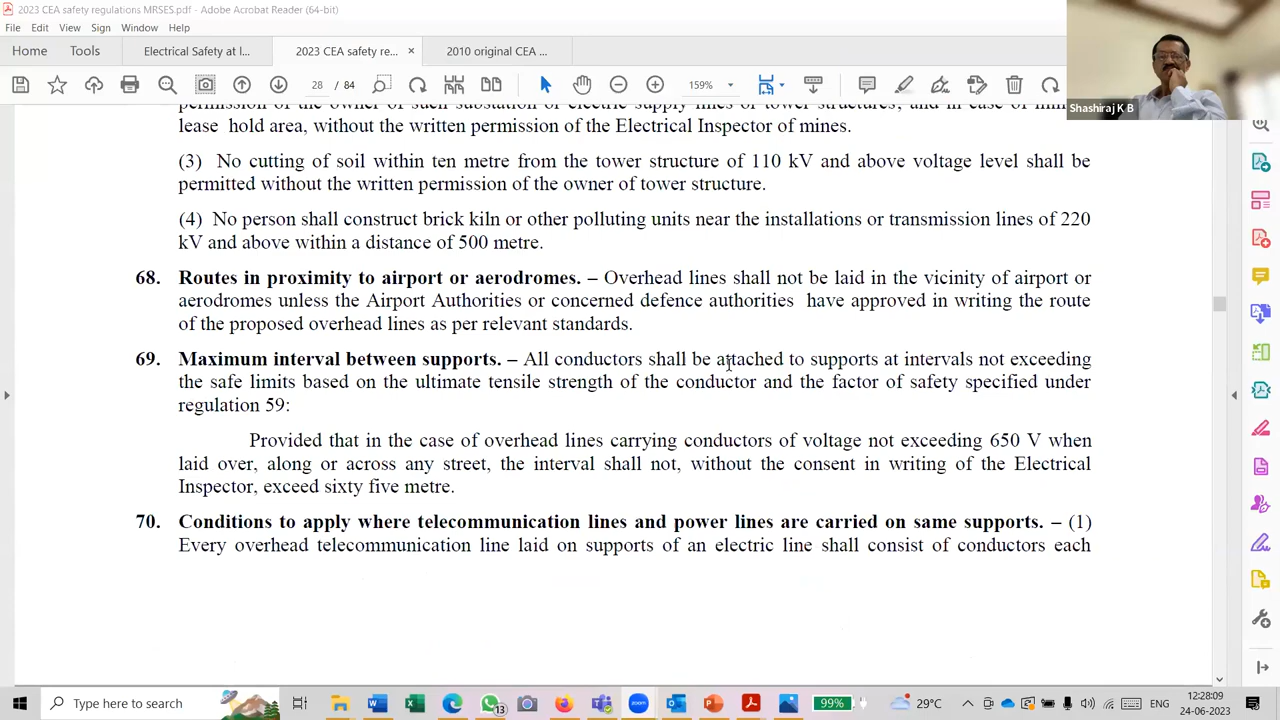 2023 CEA safety regulations MRSES.pdf - Adobe Acrobat Reader (64-bit)
File Edit View Sign Window Help
Home Tools Electrical Safety at I... 2023 CEA safety re... × 2010 original CEA ...
28 / 84 159%
Shashiraj K B
lease hold area, without the written permission of the Electrical Inspector of mines.
(3) No cutting of soil within ten metre from the tower structure of 110 kV and above voltage level shall be
permitted without the written permission of the owner of tower structure.
(4) No person shall construct brick kiln or other polluting units near the installations or transmission lines of 220
kV and above within a distance of 500 metre.
68. Routes in proximity to airport or aerodromes. – Overhead lines shall not be laid in the vicinity of airport or
aerodromes unless the Airport Authorities or concerned defence authorities have approved in writing the route
of the proposed overhead lines as per relevant standards.
69. Maximum interval between supports. – All conductors shall be attached to supports at intervals not exceeding
the safe limits based on the ultimate tensile strength of the conductor and the factor of safety specified under
regulation 59:
Provided that in the case of overhead lines carrying conductors of voltage not exceeding 650 V when
laid over, along or across any street, the interval shall not, without the consent in writing of the Electrical
Inspector, exceed sixty five metre.
70. Conditions to apply where telecommunication lines and power lines are carried on same supports. – (1)
Every overhead telecommunication line laid on supports of an electric line shall consist of conductors each
Type here to search 13 zoom 99% 29°C ENG 12:28:09
24-06-2023